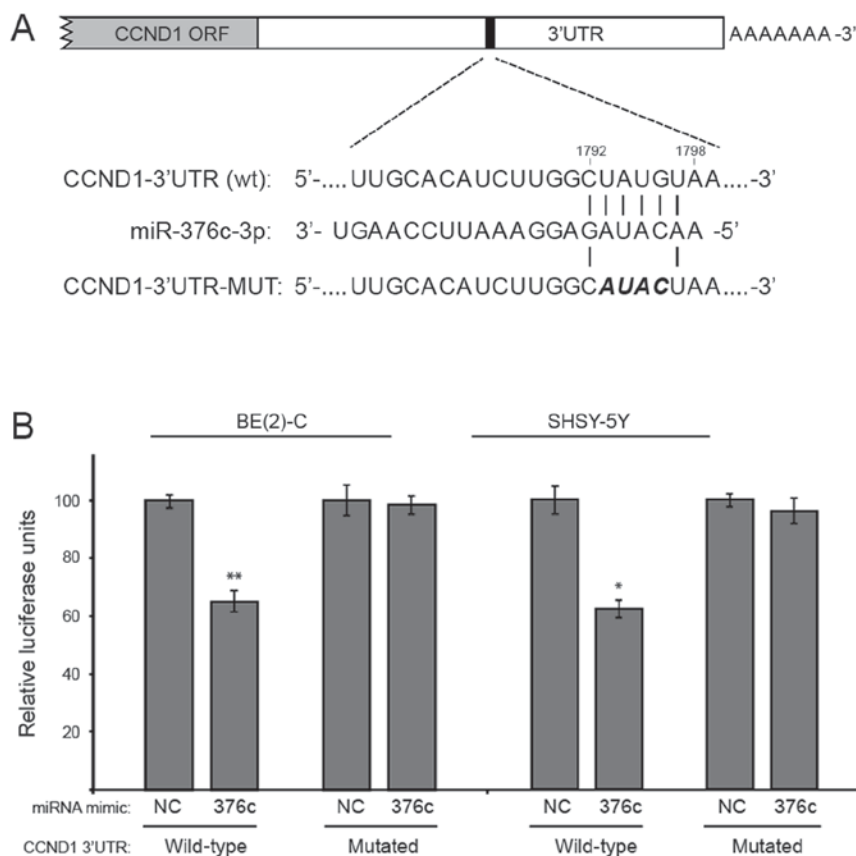 A
CCND1 ORF 3'UTR AAAAAAA -3'
1792 1798
CCND1-3'UTR (wt): 5'-....UUGCACAUCUUGGCUAUGUAA....-3'
miR-376c-3p: 3'- UGAACCUUAAAGGAGAUACAA -5'
CCND1-3'UTR-MUT: 5'-....UUGCACAUCUUGGCAUACUAA....-3'
B
BE(2)-C SHSY-5Y
Relative luciferase units
100
80
60
40
20
** *
miRNA mimic: NC 376c NC 376c NC 376c NC 376c
CCND1 3'UTR: Wild-type Mutated Wild-type Mutated